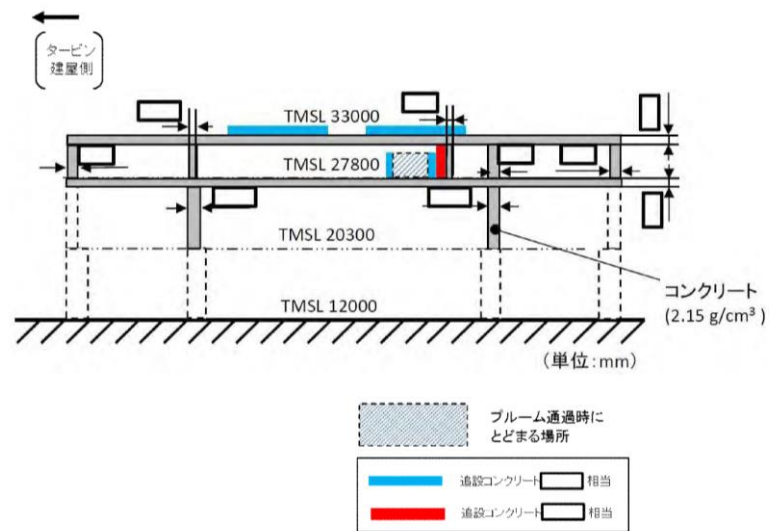 タービン
建屋側
TMSL 33000
TMSL 27800
TMSL 20300
TMSL 12000
コンクリート
(2.15 g/cm³ )
(単位:mm)
プルーム通過時に
とどまる場所
追設コンクリート 相当
追設コンクリート 相当